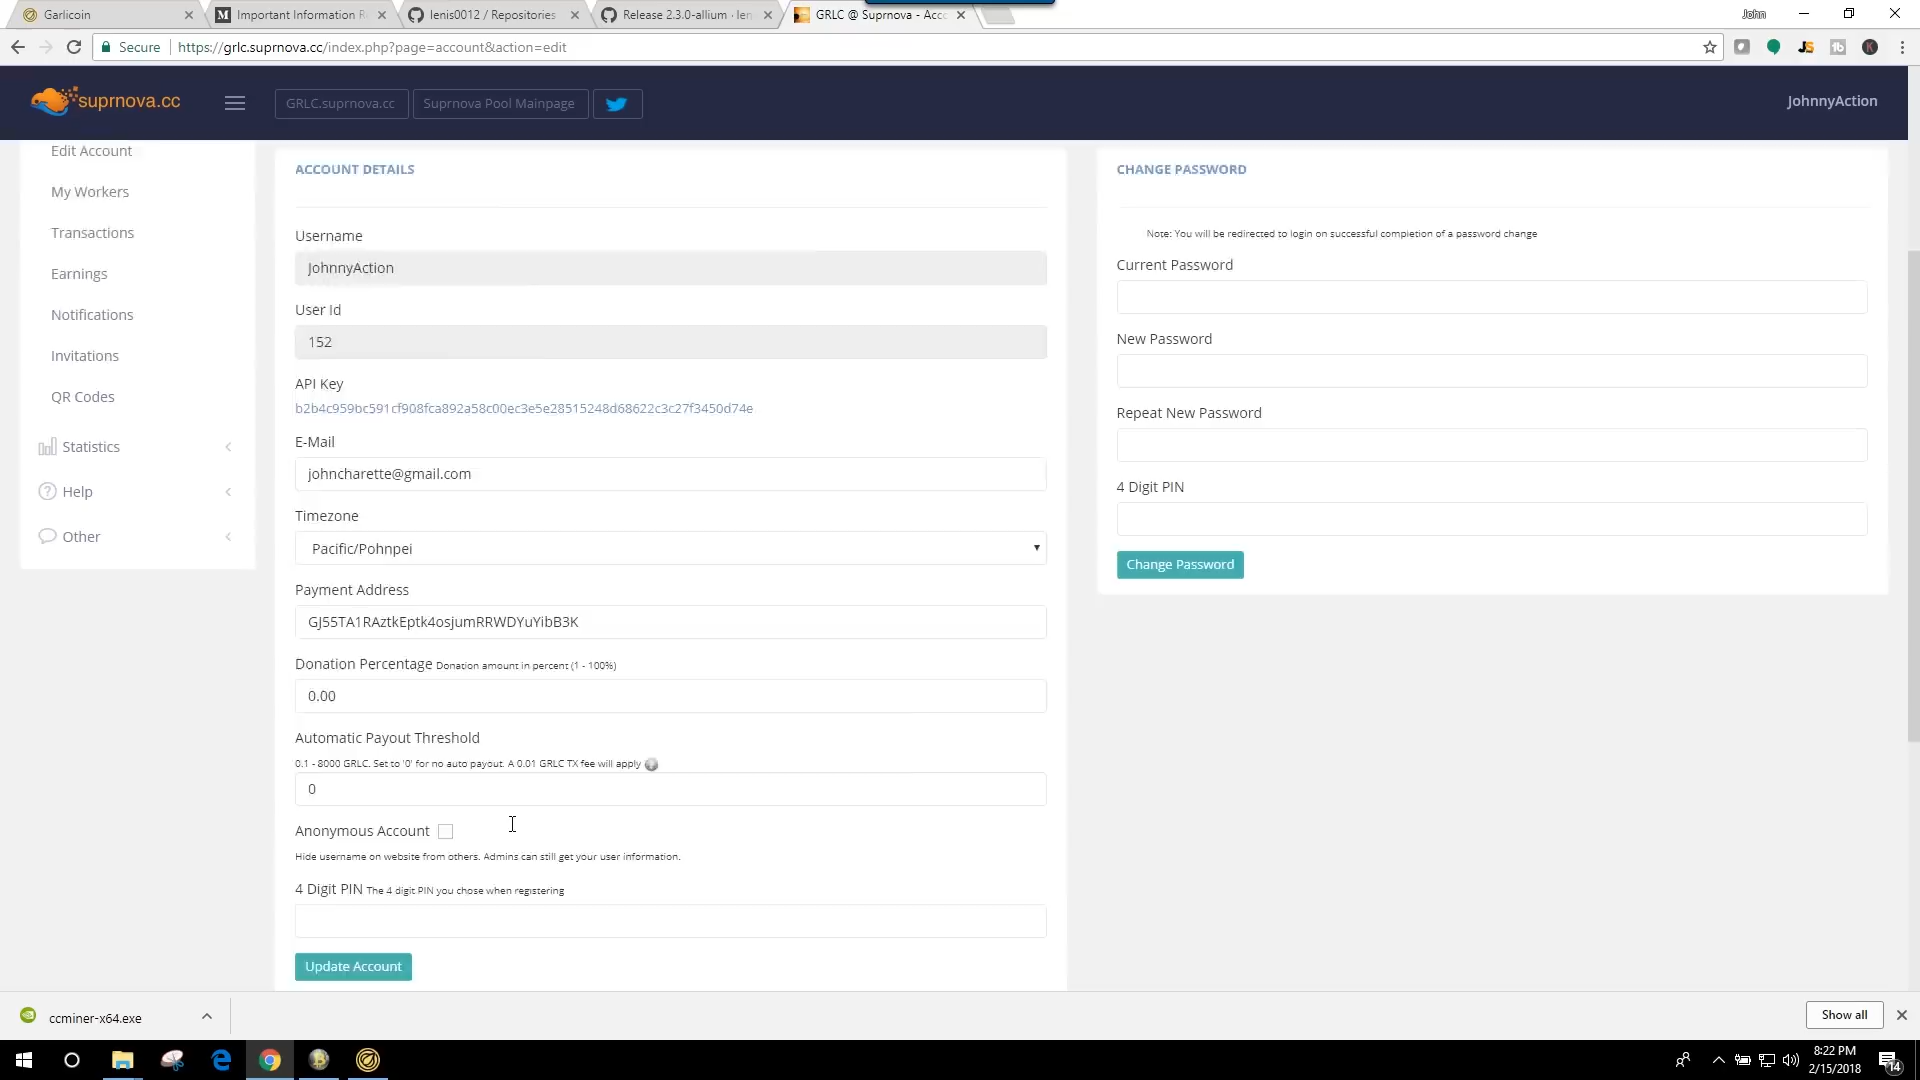 Garlicoin
Important Information R
lenis0012 / Repositories
Release 2.3.0-allium · len
GRLC @ Suprnova - Acc
John
Secure
https://grlc.suprnova.cc/index.php?page=account&action=edit
suprnova.cc
GRLC.suprnova.cc
Suprnova Pool Mainpage
JohnnyAction
Edit Account
My Workers
Transactions
Earnings
Notifications
Invitations
QR Codes
Statistics
Help
Other
ACCOUNT DETAILS
Username
JohnnyAction
User Id
152
API Key
b2b4c959bc591cf908fca892a58c00ec3e5e28515248d68622c3c27f3450d74e
E-Mail
johncharette@gmail.com
Timezone
Pacific/Pohnpei
Payment Address
GJ55TA1RAztkEptk4osjumRRWDYuYibB3K
Donation Percentage Donation amount in percent (1 - 100%)
0.00
Automatic Payout Threshold
0.1 - 8000 GRLC. Set to '0' for no auto payout. A 0.01 GRLC TX fee will apply
0
Anonymous Account
Hide username on website from others. Admins can still get your user information.
4 Digit PIN The 4 digit PIN you chose when registering
Update Account
CHANGE PASSWORD
Note: You will be redirected to login on successful completion of a password change
Current Password
New Password
Repeat New Password
4 Digit PIN
Change Password
ccminer-x64.exe
Show all
8:22 PM
2/15/2018
14